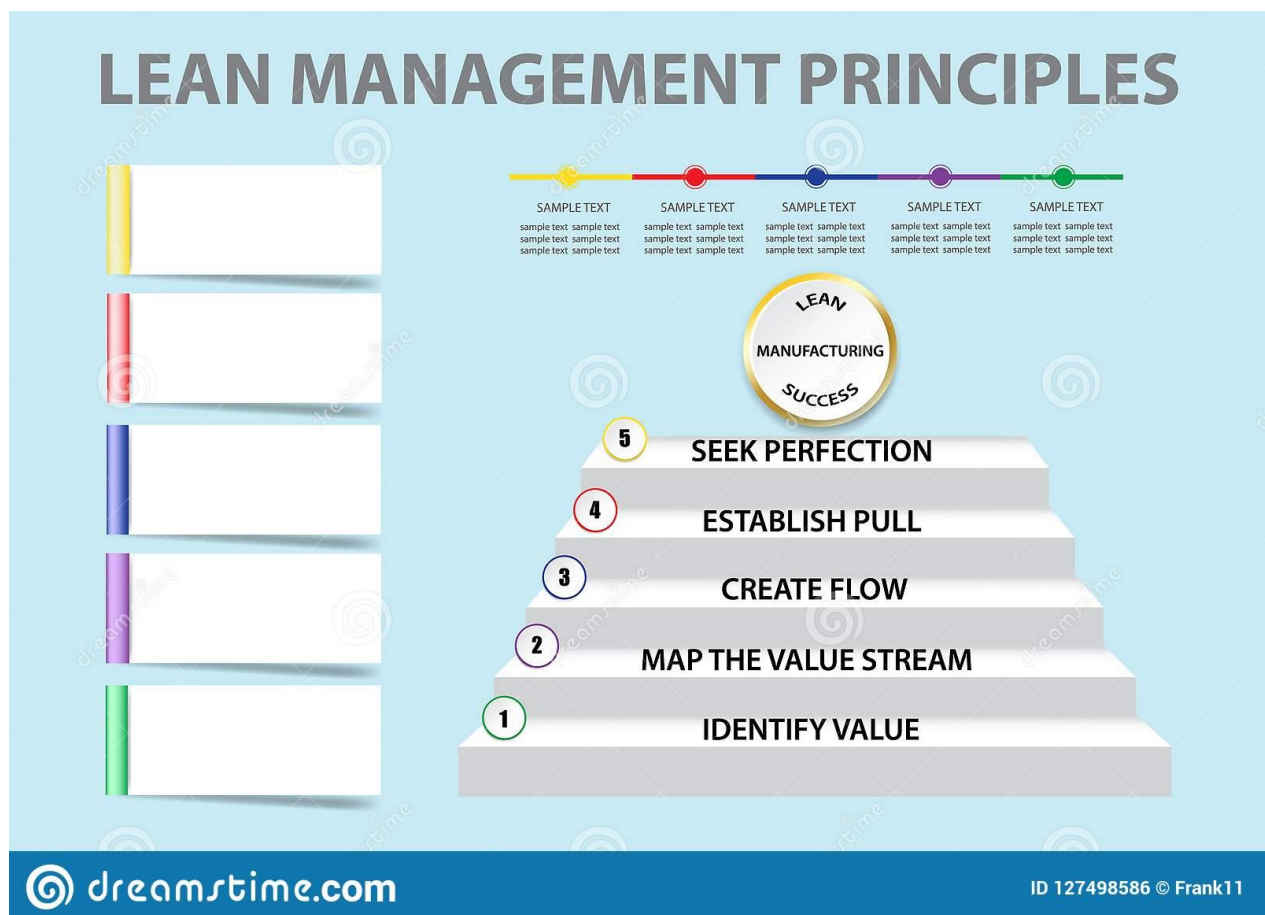 LEAN MANAGEMENT PRINCIPLES
SAMPLE TEXT
sample text sample text
sample text sample text
sample text sample text
SAMPLE TEXT
sample text sample text
sample text sample text
sample text sample text
SAMPLE TEXT
sample text sample text
sample text sample text
sample text sample text
SAMPLE TEXT
sample text sample text
sample text sample text
sample text sample text
SAMPLE TEXT
sample text sample text
sample text sample text
sample text sample text
LEAN
MANUFACTURING
SUCCESS
5 SEEK PERFECTION
4 ESTABLISH PULL
3 CREATE FLOW
2 MAP THE VALUE STREAM
1 IDENTIFY VALUE
dreamstime.com
ID 127498586 © Frank11